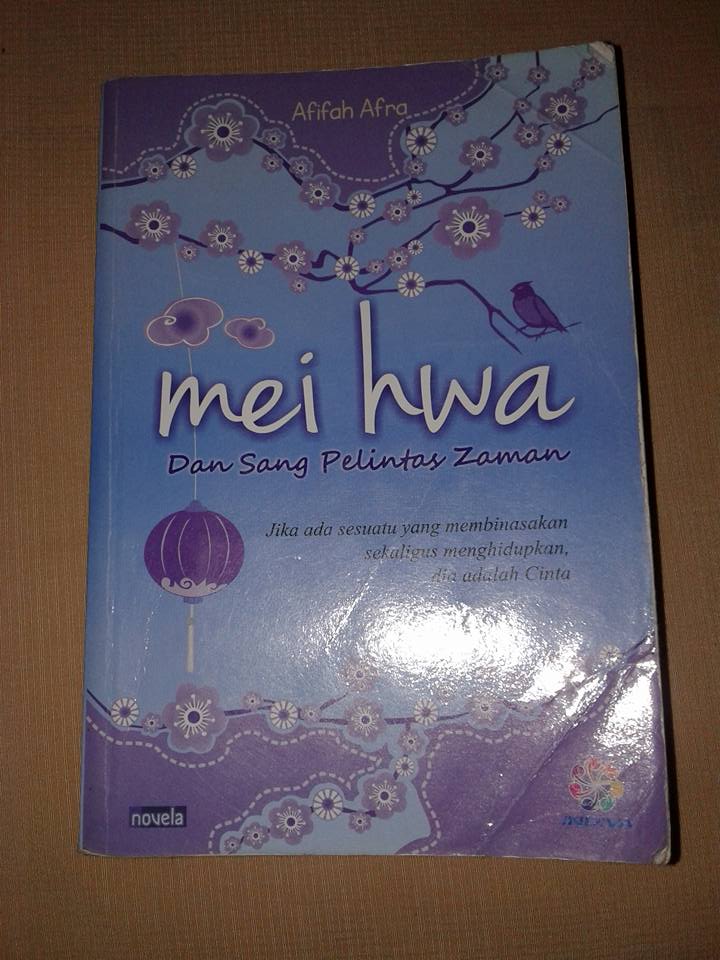 Afifah Afra
mei hwa
Dan Sang Pelintas Zaman
Jika ada sesuatu yang membinasakan
sekaligus menghidupkan,
dia adalah Cinta
novela